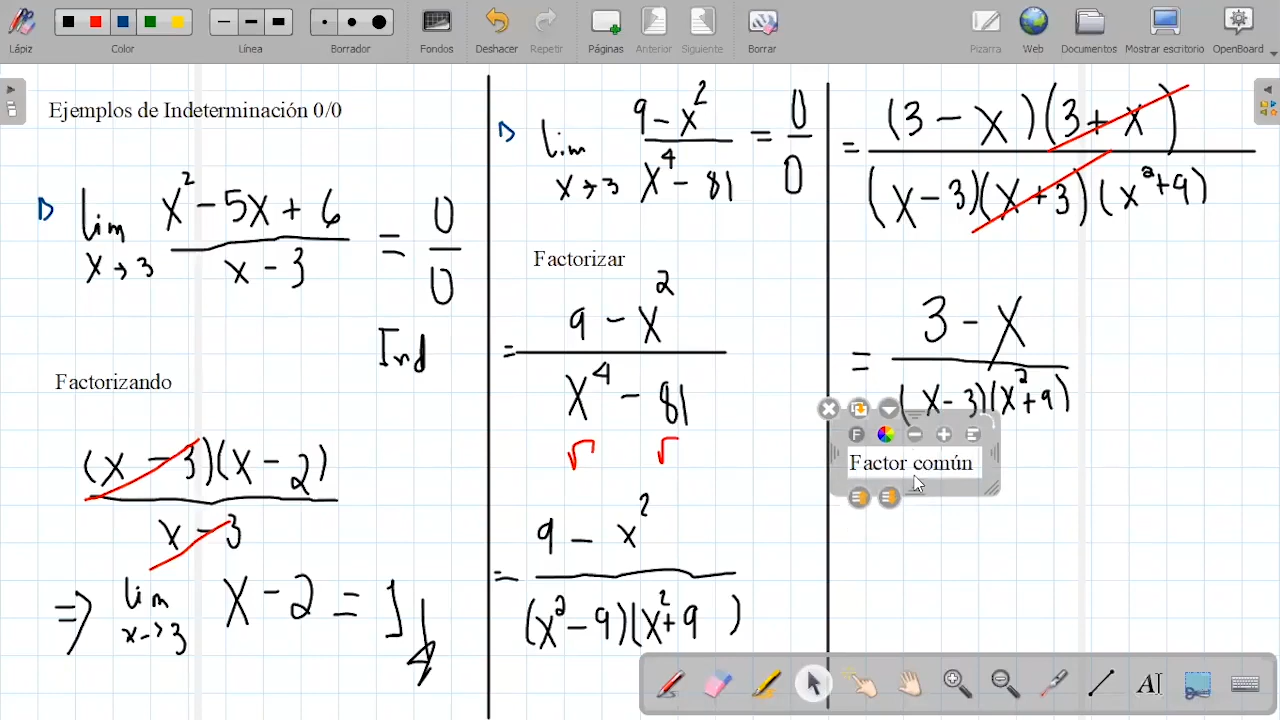 Lápiz
Color
Línea
Borrador
Fondos
Deshacer
Repetir
Páginas
Anterior
Siguiente
Borrar
Pizarra
Web
Documentos
Mostrar escritorio
OpenBoard
Ejemplos de Indeterminación 0/0
lim x→3 (x² - 5x + 6)/(x - 3) = 0/0
Ind
Factorizando
(x - 3)(x - 2)
x - 3
⇒ lim x→3 x - 2 = 1
lim x→3 (9 - x²)/(x⁴ - 81) = 0/0
Factorizar
= (9 - x²)/(x⁴ - 81)
√ √
= (9 - x²)/((x² - 9)(x² + 9))
= ((3 - x)(3 + x))/((x - 3)(x + 3)(x² + 9))
= (3 - x)/((x - 3)(x² + 9))
F
Factor común
AI